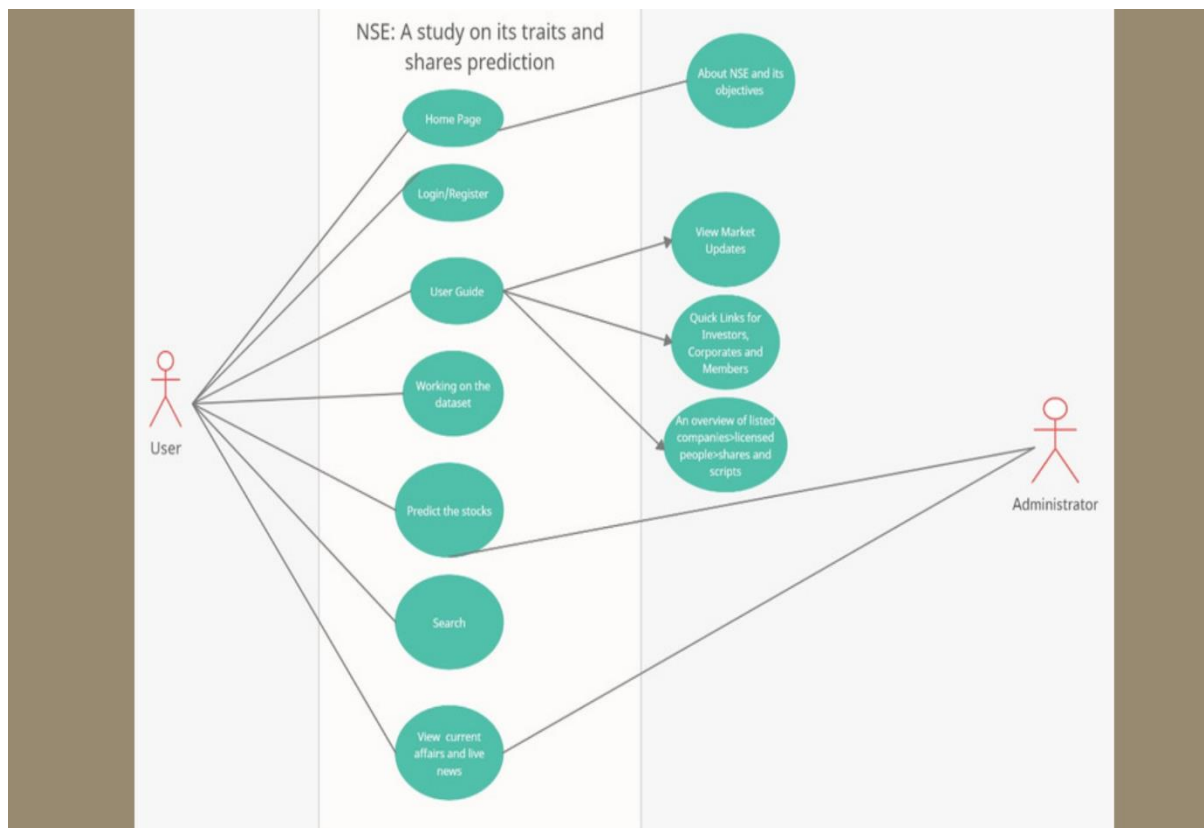 NSE: A study on its traits and
shares prediction
Home Page
About NSE and its
objectives
Login/Register
View Market
Updates
User Guide
Quick Links for
Investors,
Corporates and
Members
Working on the
dataset
An overview of listed
companies>licensed
people>shares and
scripts
User
Administrator
Predict the stocks
Search
View current
affairs and live
news